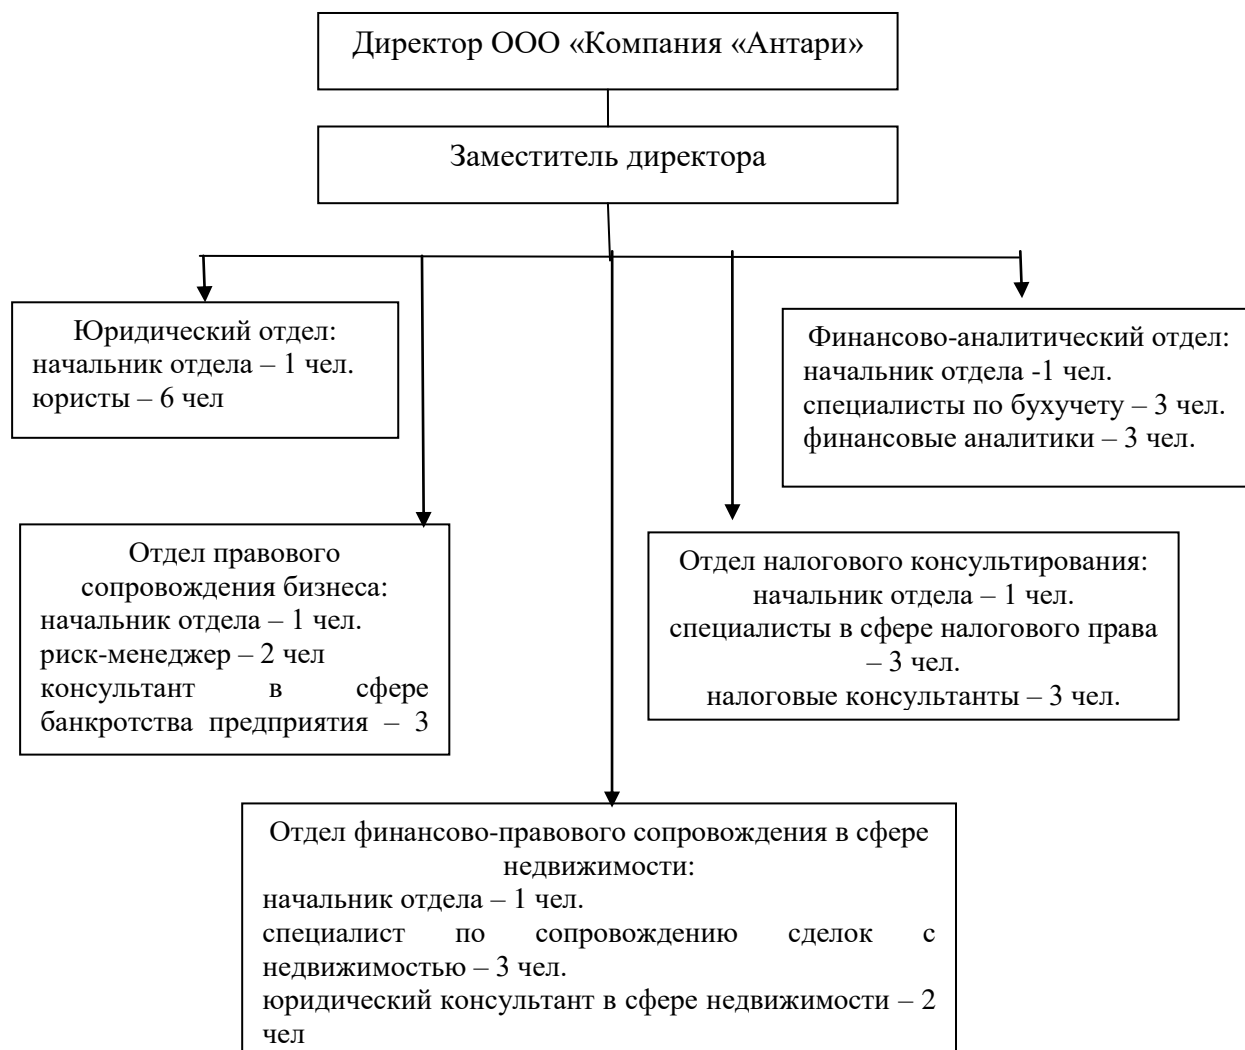 Директор ООО «Компания «Антари»
Заместитель директора
Юридический отдел:
начальник отдела – 1 чел.
юристы – 6 чел
Финансово-аналитический отдел:
начальник отдела -1 чел.
специалисты по бухучету – 3 чел.
финансовые аналитики – 3 чел.
Отдел правового
сопровождения бизнеса:
начальник отдела – 1 чел.
риск-менеджер – 2 чел
консультант в сфере
банкротства предприятия – 3
Отдел налогового консультирования:
начальник отдела – 1 чел.
специалисты в сфере налогового права
– 3 чел.
налоговые консультанты – 3 чел.
Отдел финансово-правового сопровождения в сфере
недвижимости:
начальник отдела – 1 чел.
специалист по сопровождению сделок с
недвижимостью – 3 чел.
юридический консультант в сфере недвижимости – 2
чел